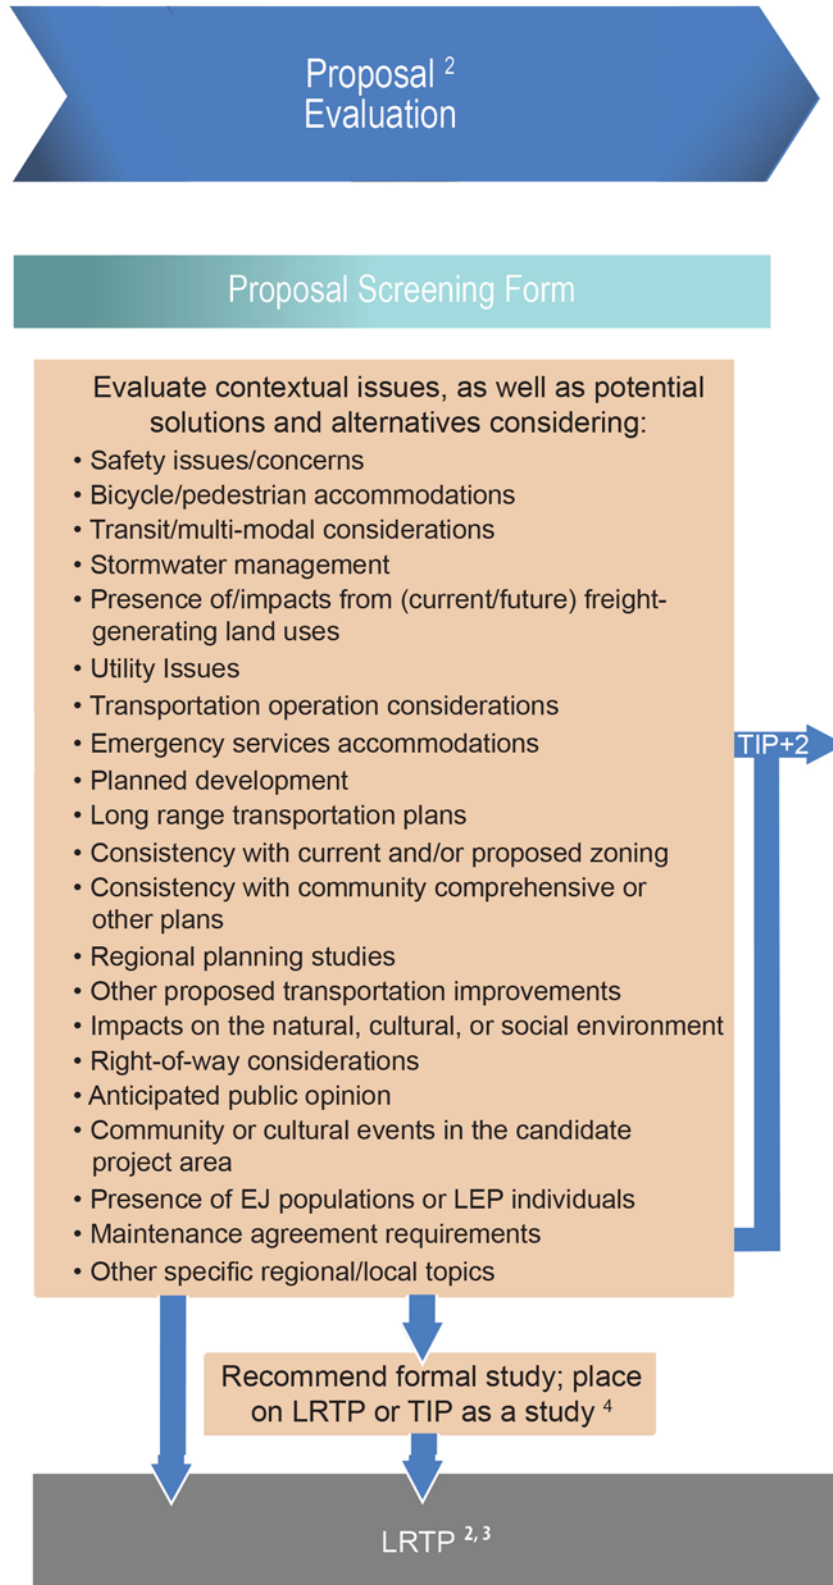 Proposal 2
Evaluation
Proposal Screening Form
Evaluate contextual issues, as well as potential
solutions and alternatives considering:
• Safety issues/concerns
• Bicycle/pedestrian accommodations
• Transit/multi-modal considerations
• Stormwater management
• Presence of/impacts from (current/future) freight-
generating land uses
• Utility Issues
• Transportation operation considerations
• Emergency services accommodations
TIP+2
• Planned development
• Long range transportation plans
• Consistency with current and/or proposed zoning
• Consistency with community comprehensive or
other plans
• Regional planning studies
• Other proposed transportation improvements
• Impacts on the natural, cultural, or social environment
• Right-of-way considerations
• Anticipated public opinion
• Community or cultural events in the candidate
project area
• Presence of EJ populations or LEP individuals
• Maintenance agreement requirements
• Other specific regional/local topics
Recommend formal study; place
on LRTP or TIP as a study 4
LRTP 2, 3